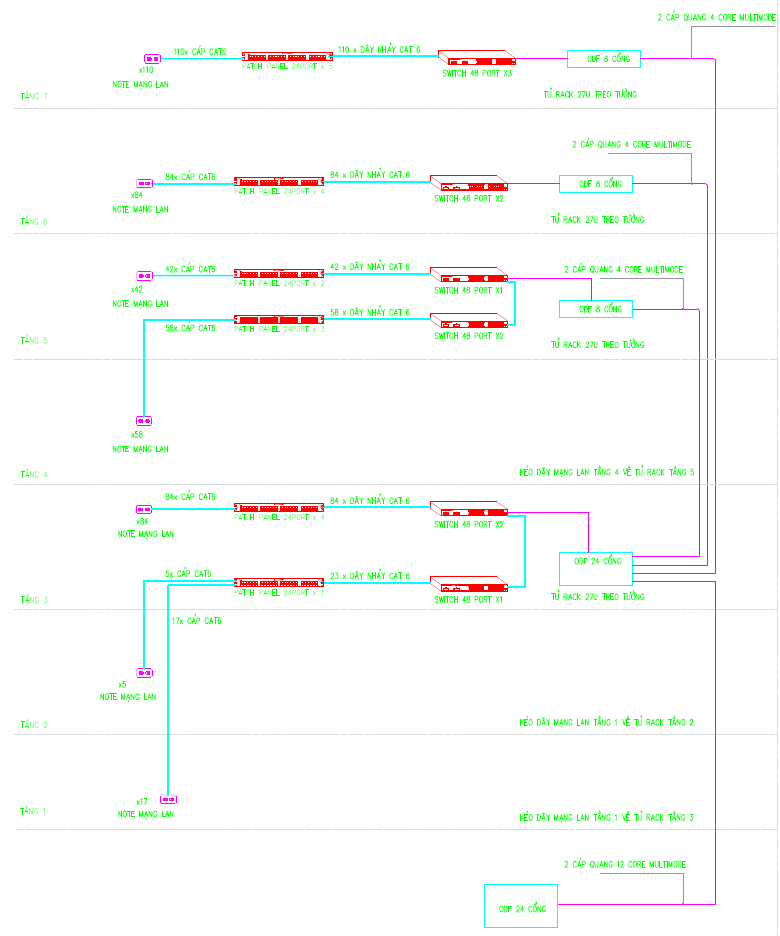 2 CÁP QUANG 4 CORE MULTIMODE
110x CÁP CAT6
110 x DÂY NHẢY CAT 6
ODF 8 CỔNG
x110
PATCH PANEL 24PORT x 5
SWITCH 48 PORT X3
NOTE MẠNG LAN
TẦNG 7
TỦ RACK 27U TREO TƯỜNG
2 CÁP QUANG 4 CORE MULTIMODE
84x CÁP CAT6
84 x DÂY NHẢY CAT 6
ODF 8 CỔNG
x84
PATCH PANEL 24PORT x 4
SWITCH 48 PORT X2
NOTE MẠNG LAN
TẦNG 6
TỦ RACK 27U TREO TƯỜNG
42x CÁP CAT6
42 x DÂY NHẢY CAT 6
2 CÁP QUANG 4 CORE MULTIMODE
x42
PATCH PANEL 24PORT x 2
SWITCH 48 PORT X1
NOTE MẠNG LAN
58x CÁP CAT6
58 x DÂY NHẢY CAT 6
ODF 8 CỔNG
PATCH PANEL 24PORT x 3
SWITCH 48 PORT X2
TẦNG 5
TỦ RACK 27U TREO TƯỜNG
x58
NOTE MẠNG LAN
TẦNG 4
KÉO DÂY MẠNG LAN TẦNG 4 VỀ TỦ RACK TẦNG 5
84x CÁP CAT6
84 x DÂY NHẢY CAT 6
x84
PATCH PANEL 24PORT x 4
SWITCH 48 PORT X2
NOTE MẠNG LAN
ODF 24 CỔNG
5x CÁP CAT6
23 x DÂY NHẢY CAT 6
PATCH PANEL 24PORT x 1
SWITCH 48 PORT X1
TẦNG 3
TỦ RACK 27U TREO TƯỜNG
17x CÁP CAT6
x5
NOTE MẠNG LAN
TẦNG 2
KÉO DÂY MẠNG LAN TẦNG 1 VỀ TỦ RACK TẦNG 2
x17
NOTE MẠNG LAN
TẦNG 1
KÉO DÂY MẠNG LAN TẦNG 1 VỀ TỦ RACK TẦNG 3
2 CÁP QUANG 12 CORE MULTIMODE
ODF 24 CỔNG